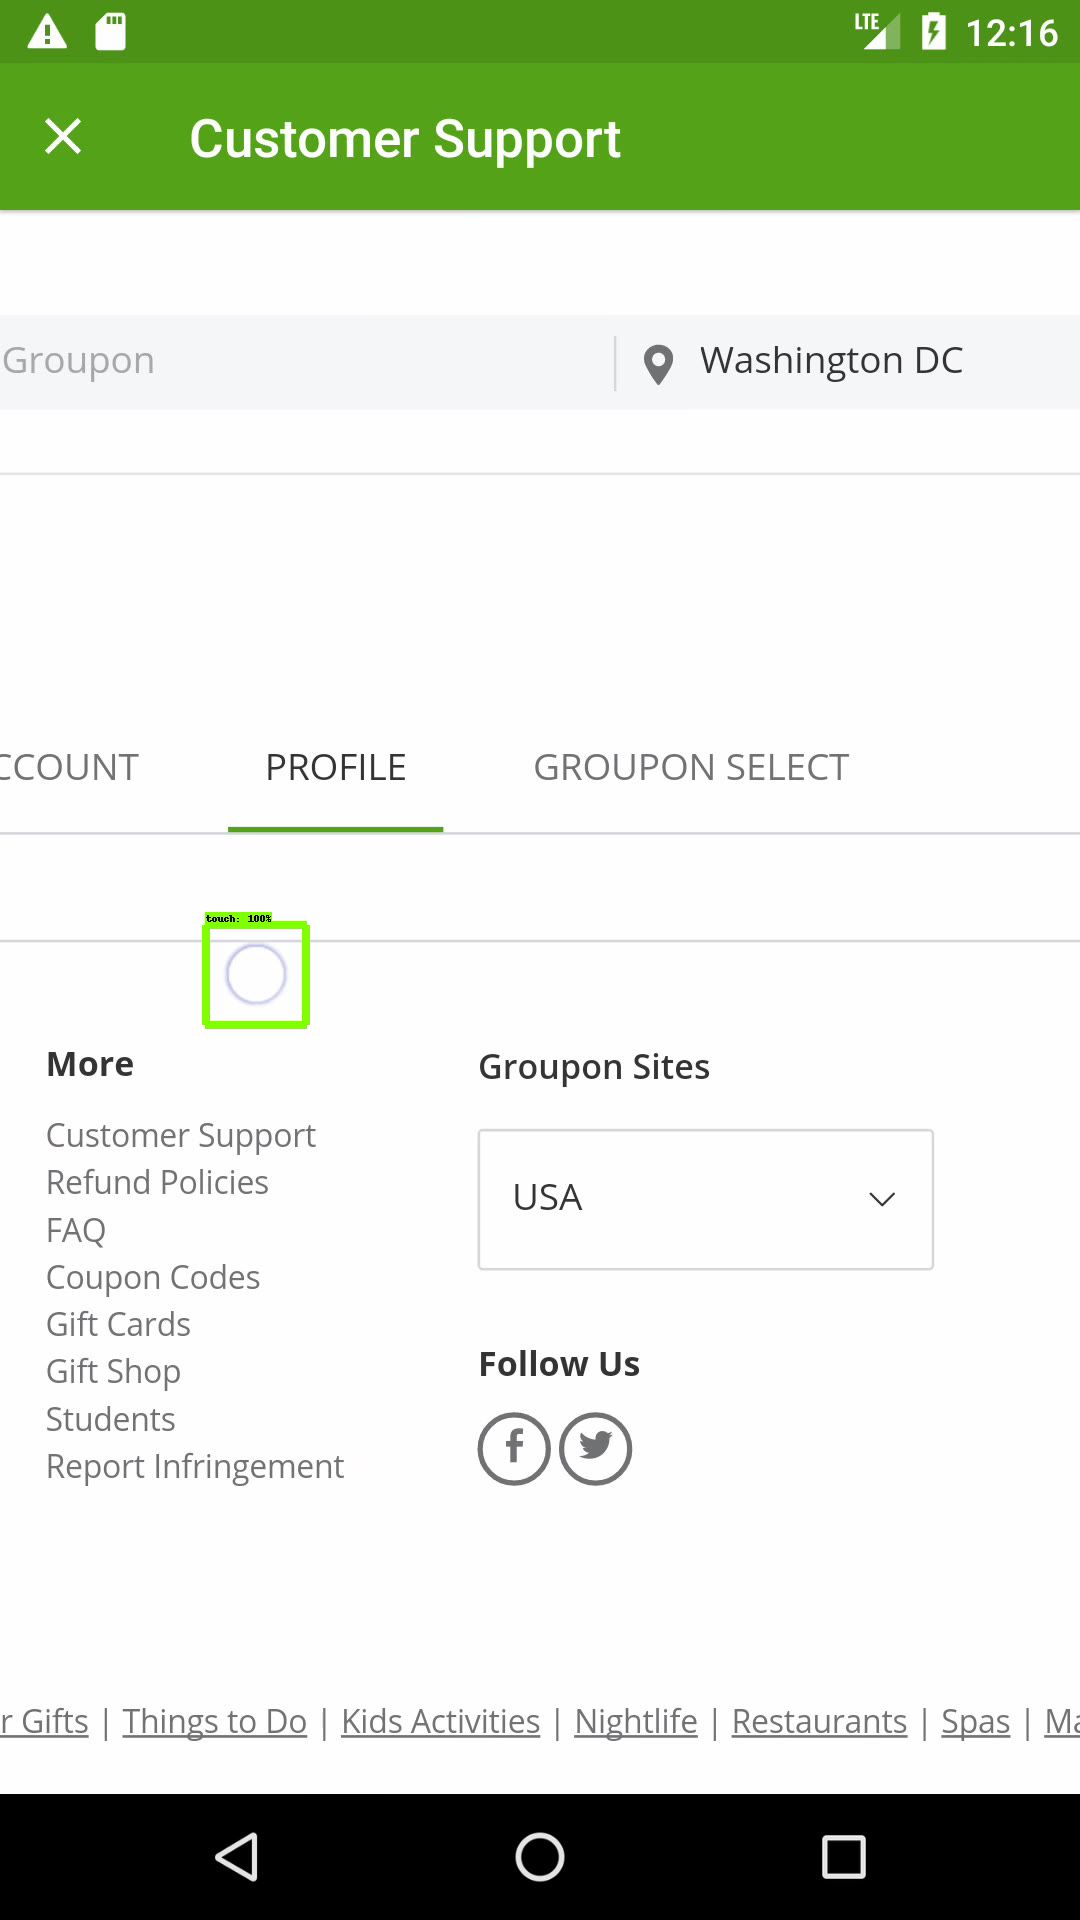 LTE 12:16
Customer Support
Groupon
Washington DC
CCOUNT PROFILE GROUPON SELECT
touch: 100%
More
Customer Support
Refund Policies
FAQ
Coupon Codes
Gift Cards
Gift Shop
Students
Report Infringement
Groupon Sites
USA
Follow Us
r Gifts | Things to Do | Kids Activities | Nightlife | Restaurants | Spas | Ma